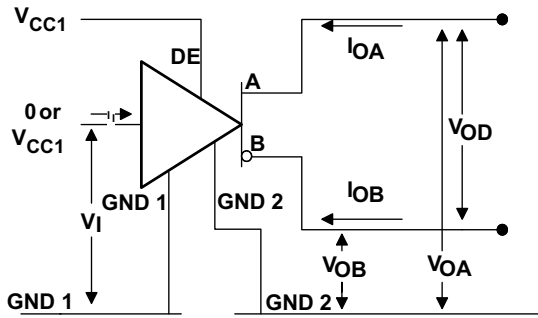 VCC1
DE
IOA
A
0 or
VCC1
VOD
B
GND 1
GND 2
IOB
VI
VOB
VOA
GND 1
GND 2